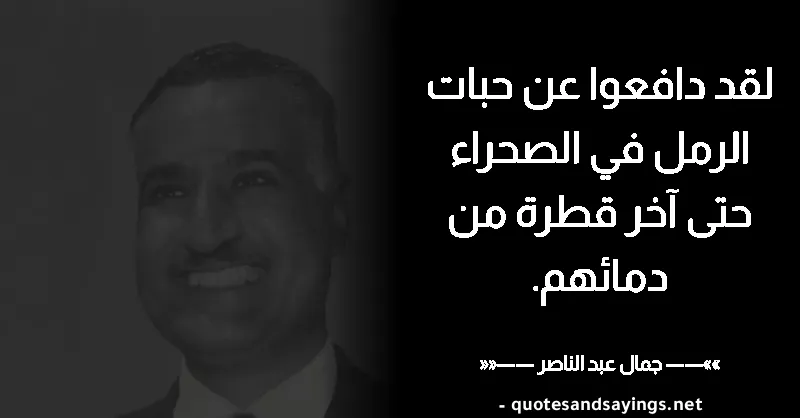 لقد دافعوا عن حبات
الرمل في الصحراء
حتى آخر قطرة من
دمائهم.
»»—— جمال عبد الناصر ——««
- quotesandsayings.net